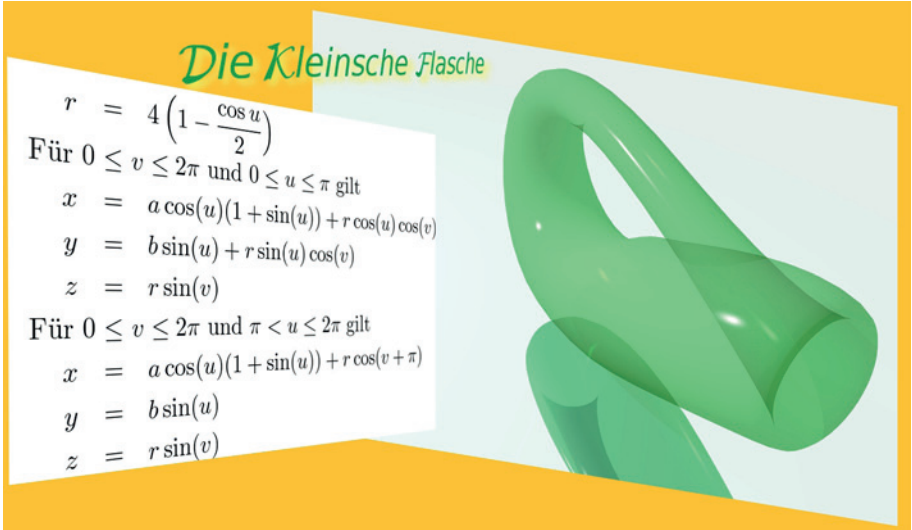 Die Kleinsche Flasche
r = 4(1 − cos u/2)
Für 0 ≤ v ≤ 2π und 0 ≤ u ≤ π gilt
x = a cos(u)(1 + sin(u)) + r cos(u) cos(v)
y = b sin(u) + r sin(u) cos(v)
z = r sin(v)
Für 0 ≤ v ≤ 2π und π < u ≤ 2π gilt
x = a cos(u)(1 + sin(u)) + r cos(v + π)
y = b sin(u)
z = r sin(v)